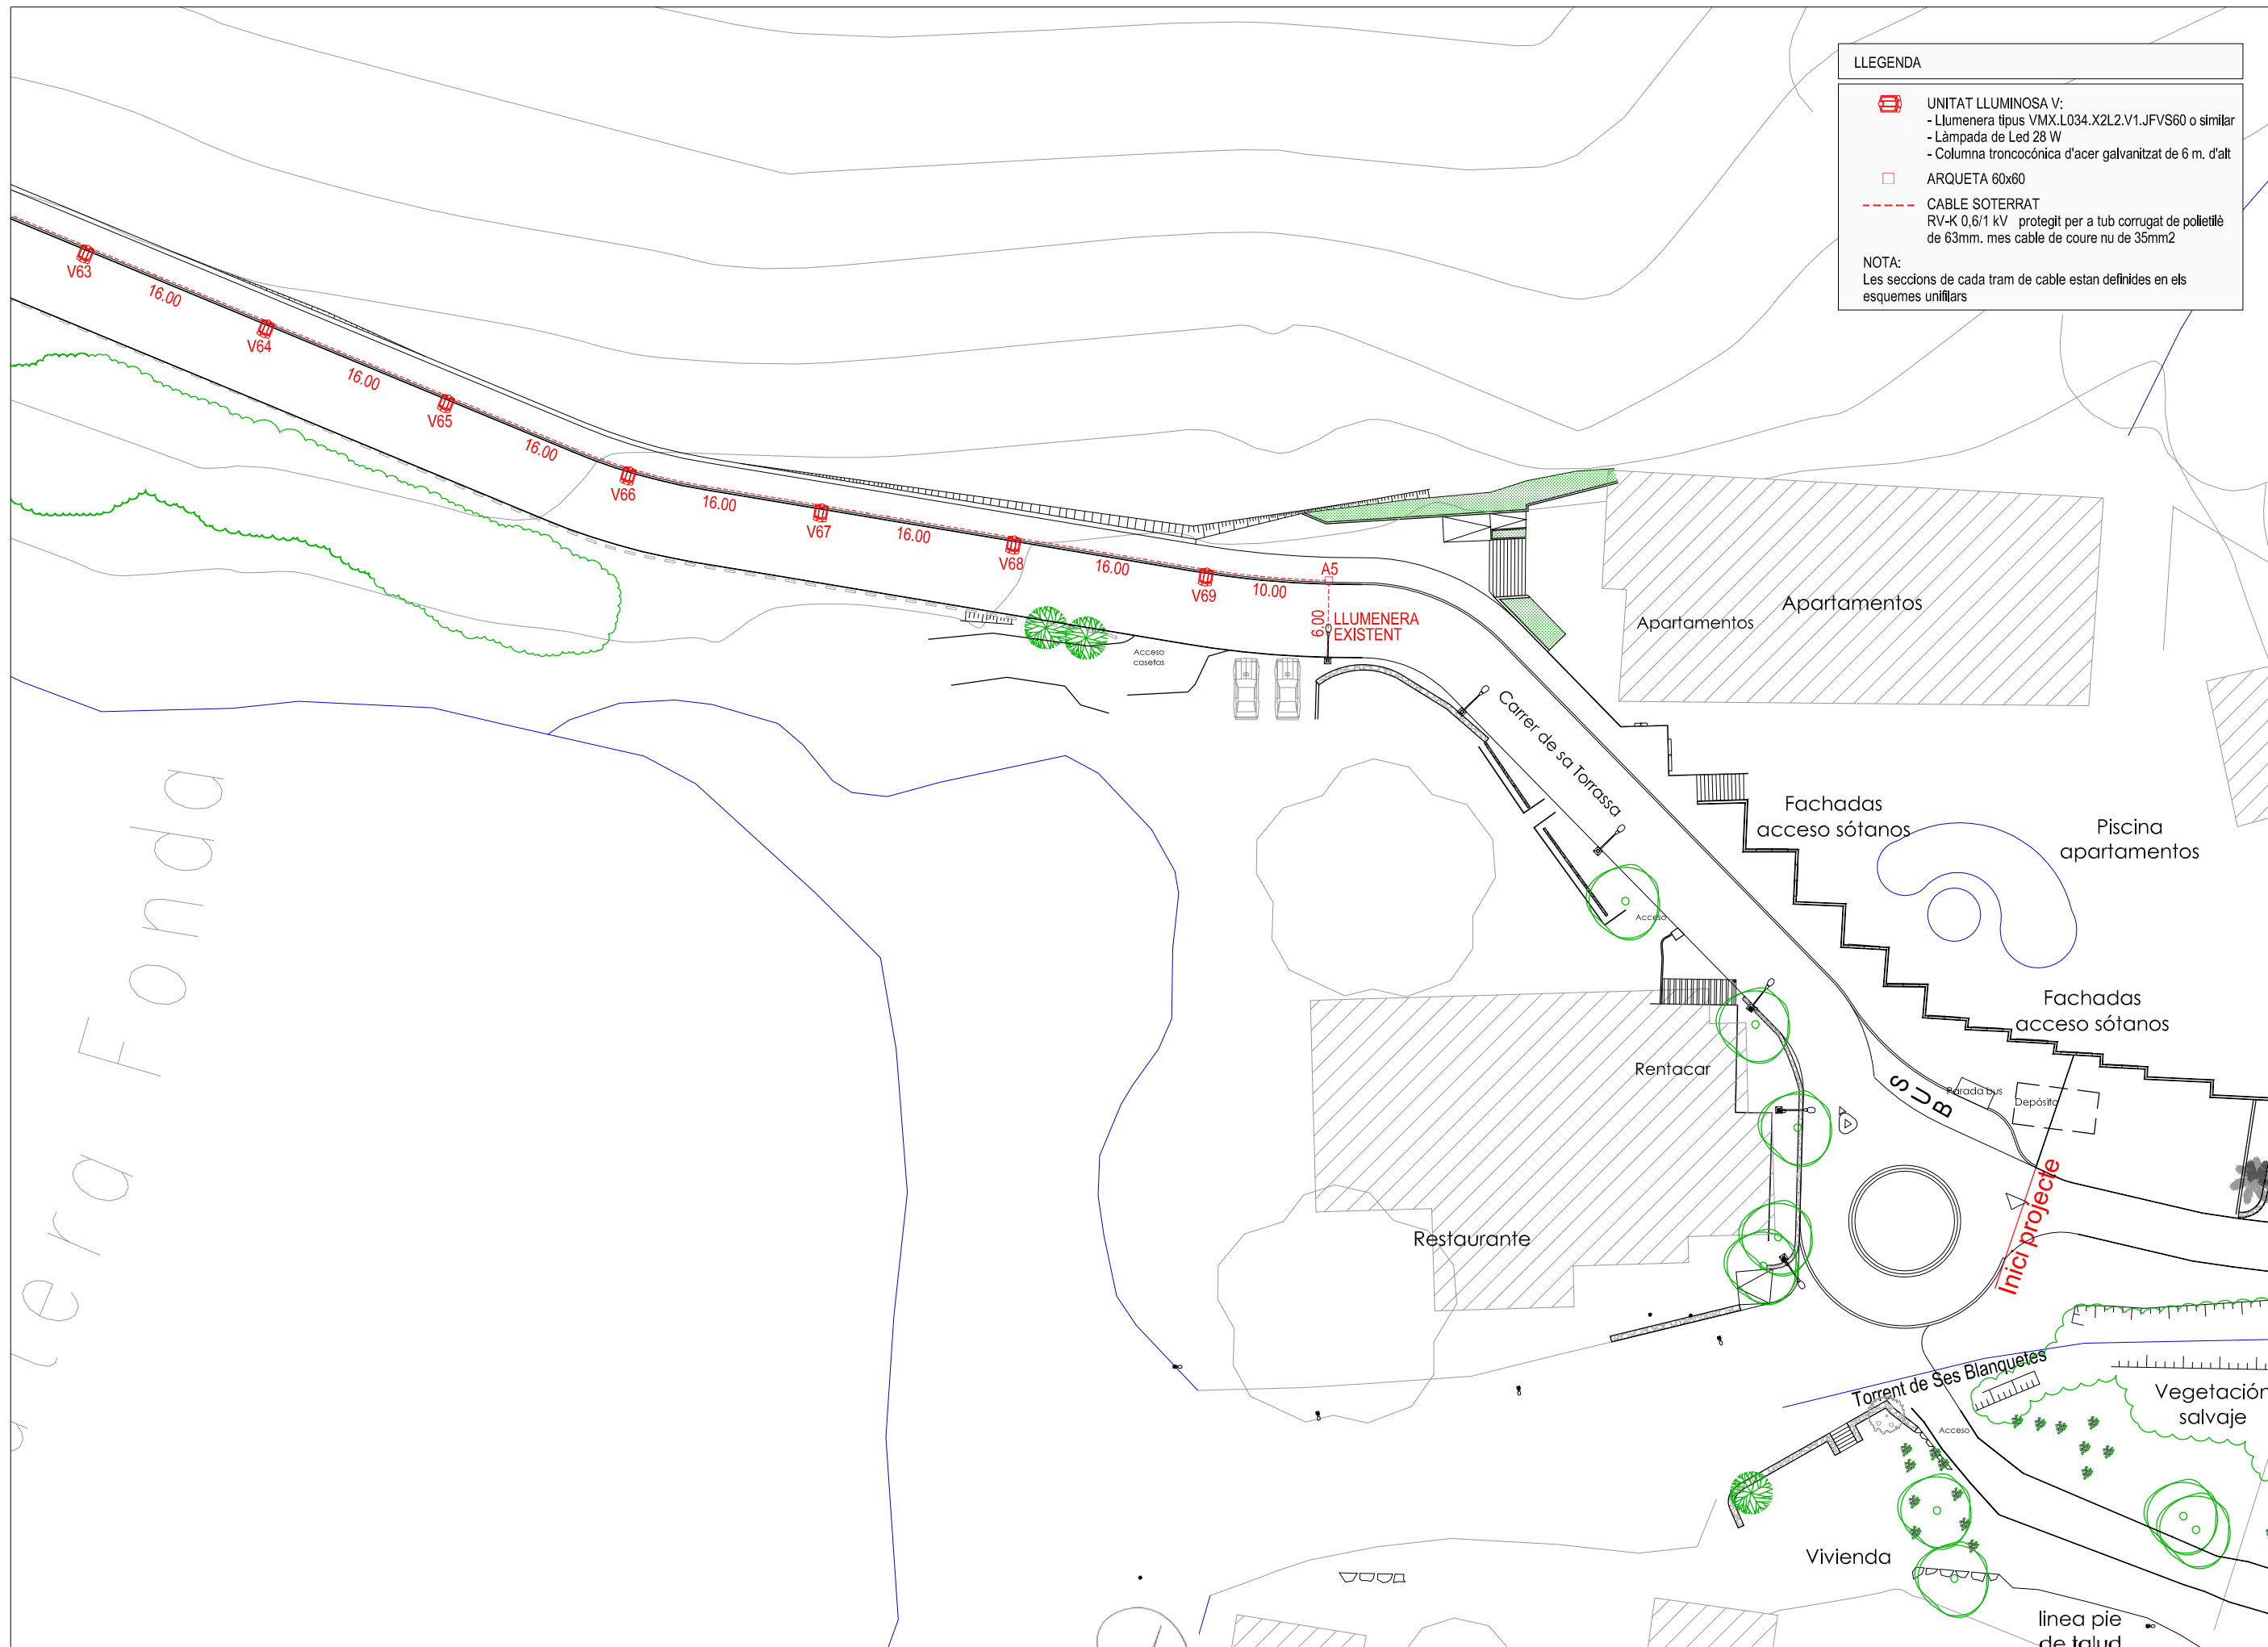 LLEGENDA
UNITAT LLUMINOSA V:
- Llumenera tipus VMX.L034.X2L2.V1.JFVS60 o similar
- Làmpada de Led 28 W
- Columna troncocónica d'acer galvanitzat de 6 m. d'alt
ARQUETA 60x60
CABLE SOTERRAT
RV-K 0,6/1 kV protegit per a tub corrugat de polietilè
de 63mm. mes cable de coure nu de 35mm2
NOTA:
Les seccions de cada tram de cable estan definides en els
esquemes unifilars
V63
16.00
V64
16.00
V65
16.00
V66
16.00
V67
16.00
V68
16.00
V69
10.00
A5
6.00
LLUMENERA
EXISTENT
Acceso
casetas
Apartamentos
Apartamentos
Carrer de sa Torrassa
Fachadas
acceso sótanos
Piscina
apartamentos
Acceso
Fachadas
acceso sótanos
Rentacar
BUS
Parada bus
Depósito
Inici projecte
Restaurante
Torrent de Ses Blanquetes
Vegetación
salvaje
Acceso
Vivienda
linea pie
de talud
era Fonda